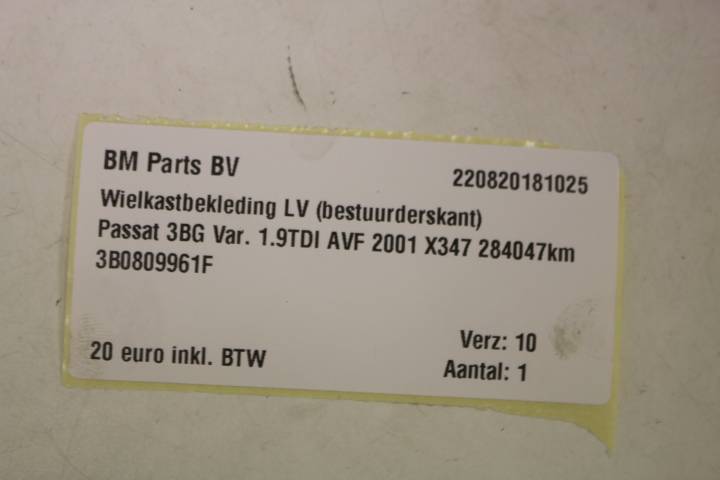 BM Parts BV
220820181025
Wielkastbekleding LV (bestuurderskant)
Passat 3BG Var. 1.9TDI AVF 2001 X347 284047km
3B0809961F
Verz: 10
20 euro inkl. BTW
Aantal: 1